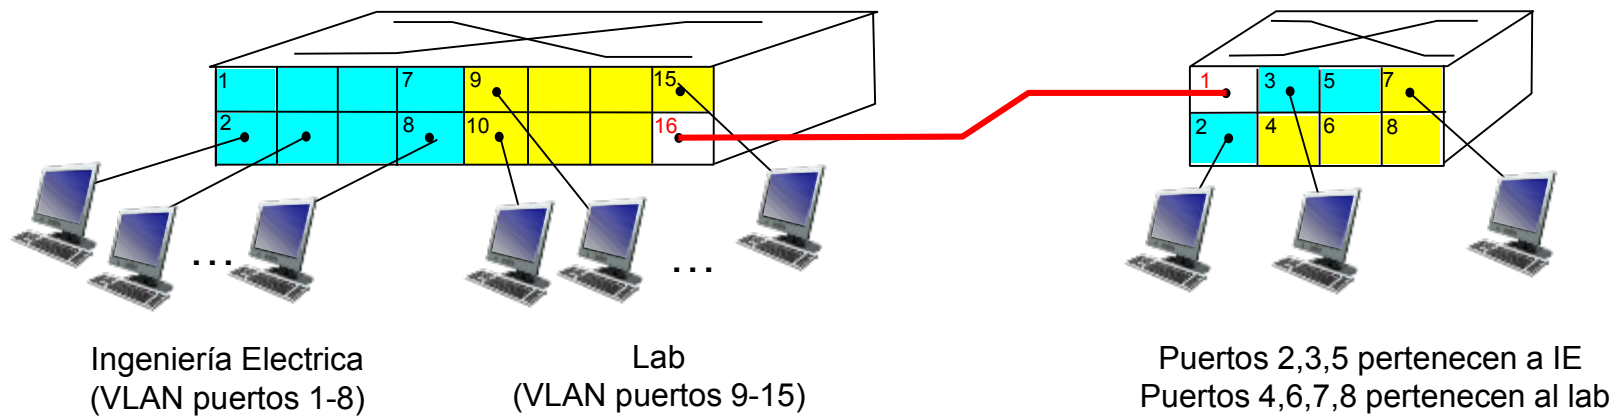 1 7 9 15
2 8 10 16
1 3 5 7
2 4 6 8
... ...
Ingeniería Electrica
(VLAN puertos 1-8)
Lab
(VLAN puertos 9-15)
Puertos 2,3,5 pertenecen a IE
Puertos 4,6,7,8 pertenecen al lab